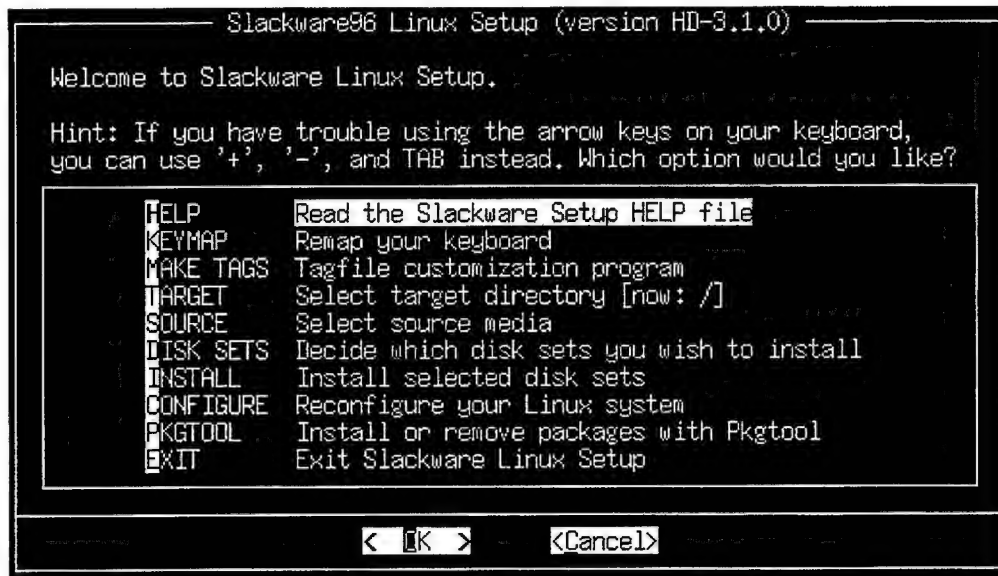 Slackware96 Linux Setup (version HD-3.1.0)
Welcome to Slackware Linux Setup.
Hint: If you have trouble using the arrow keys on your keyboard,
you can use '+', '-', and TAB instead. Which option would you like?
HELP Read the Slackware Setup HELP file
KEYMAP Remap your keyboard
MAKE TAGS Tagfile customization program
TARGET Select target directory [now: /]
SOURCE Select source media
DISK SETS Decide which disk sets you wish to install
INSTALL Install selected disk sets
CONFIGURE Reconfigure your Linux system
PKGTOOL Install or remove packages with Pkgtool
EXIT Exit Slackware Linux Setup
< OK > <Cancel>